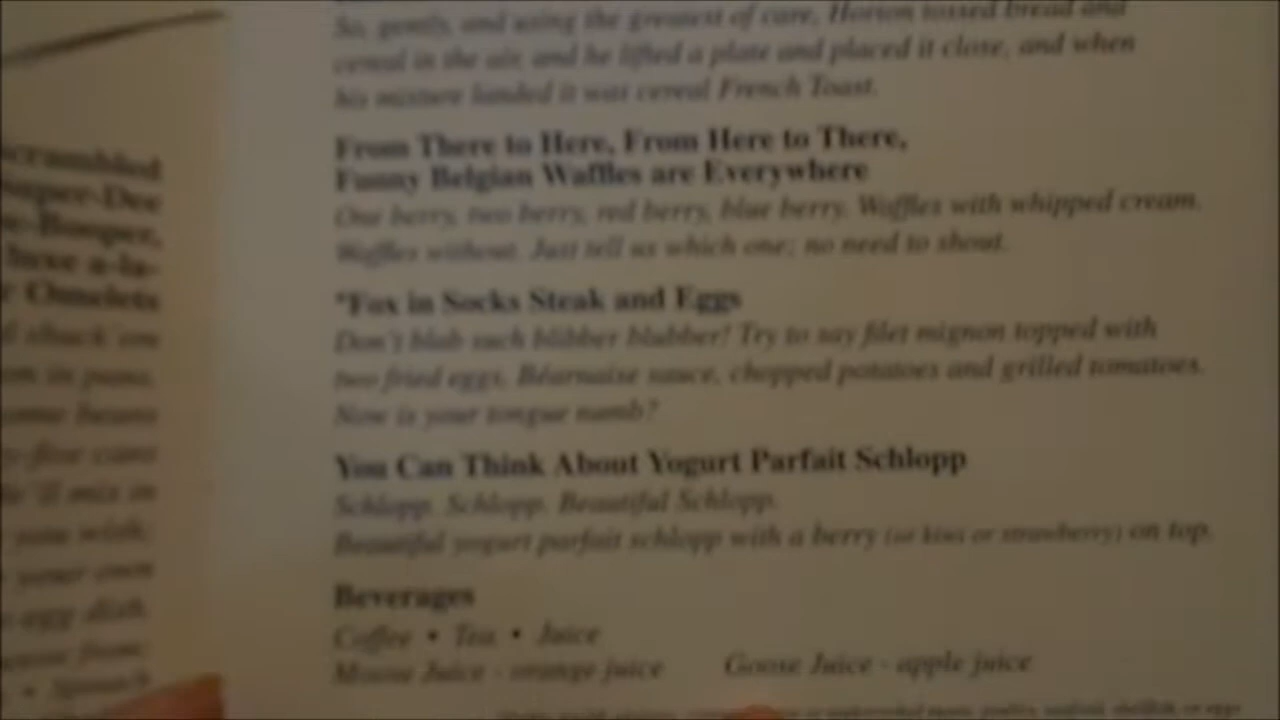 Scrambled
Super-Dee
Booper,
luxe a-la-
Omelets
So, gently, and using the greatest of care, Horton tossed bread and
cereal in the air, and he lifted a plate and placed it close, and when
his mixture landed it was cereal French Toast.
From There to Here, From Here to There,
Funny Belgian Waffles are Everywhere
One berry, two berry, red berry, blue berry. Waffles with whipped cream.
Waffles without. Just tell us which one; no need to shout.
*Fox in Socks Steak and Eggs
Don't blab such blibber blubber! Try to say filet mignon topped with
two fried eggs, Béarnaise sauce, chopped potatoes and grilled tomatoes.
Now is your tongue numb?
You Can Think About Yogurt Parfait Schlopp
Schlopp. Schlopp. Beautiful Schlopp.
Beautiful yogurt parfait schlopp with a berry (or kiwi or strawberry) on top.
Beverages
Coffee • Tea • Juice
Moose Juice - orange juice Goose Juice - apple juice